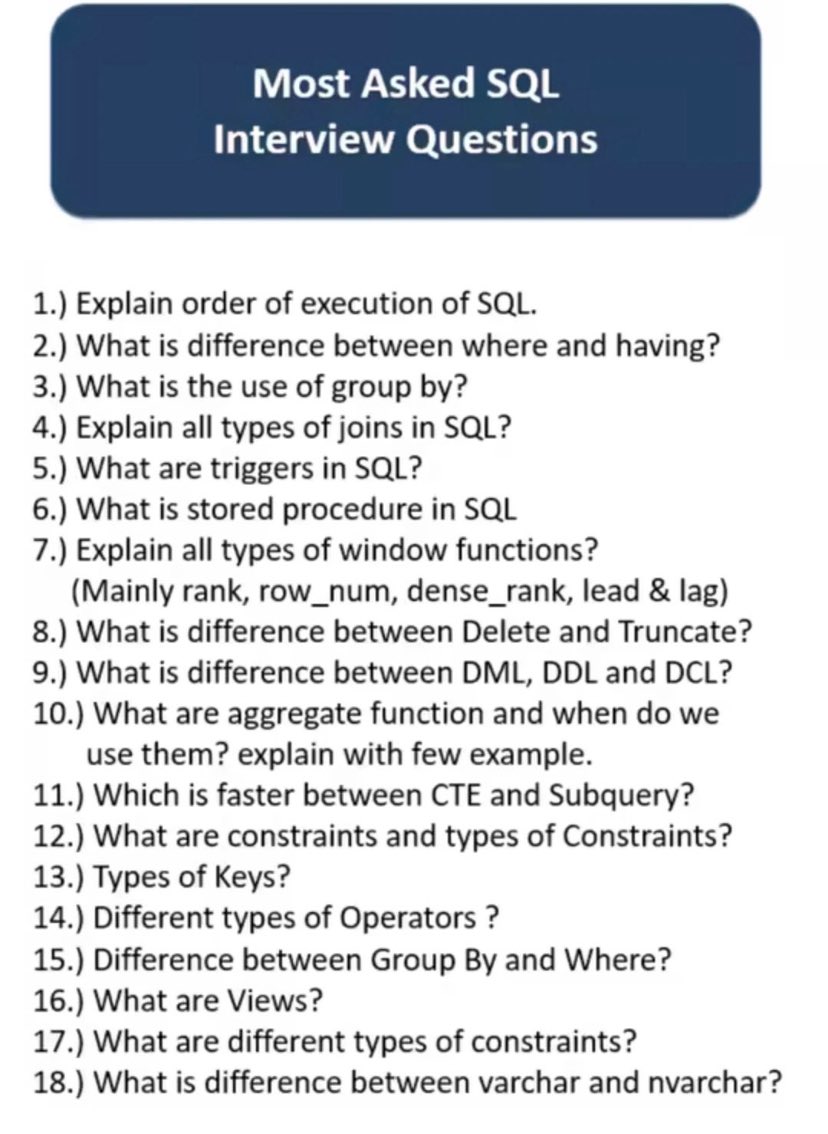 Most Asked SQL
Interview Questions
1.) Explain order of execution of SQL.
2.) What is difference between where and having?
3.) What is the use of group by?
4.) Explain all types of joins in SQL?
5.) What are triggers in SQL?
6.) What is stored procedure in SQL
7.) Explain all types of window functions?
(Mainly rank, row_num, dense_rank, lead & lag)
8.) What is difference between Delete and Truncate?
9.) What is difference between DML, DDL and DCL?
10.) What are aggregate function and when do we
use them? explain with few example.
11.) Which is faster between CTE and Subquery?
12.) What are constraints and types of Constraints?
13.) Types of Keys?
14.) Different types of Operators ?
15.) Difference between Group By and Where?
16.) What are Views?
17.) What are different types of constraints?
18.) What is difference between varchar and nvarchar?